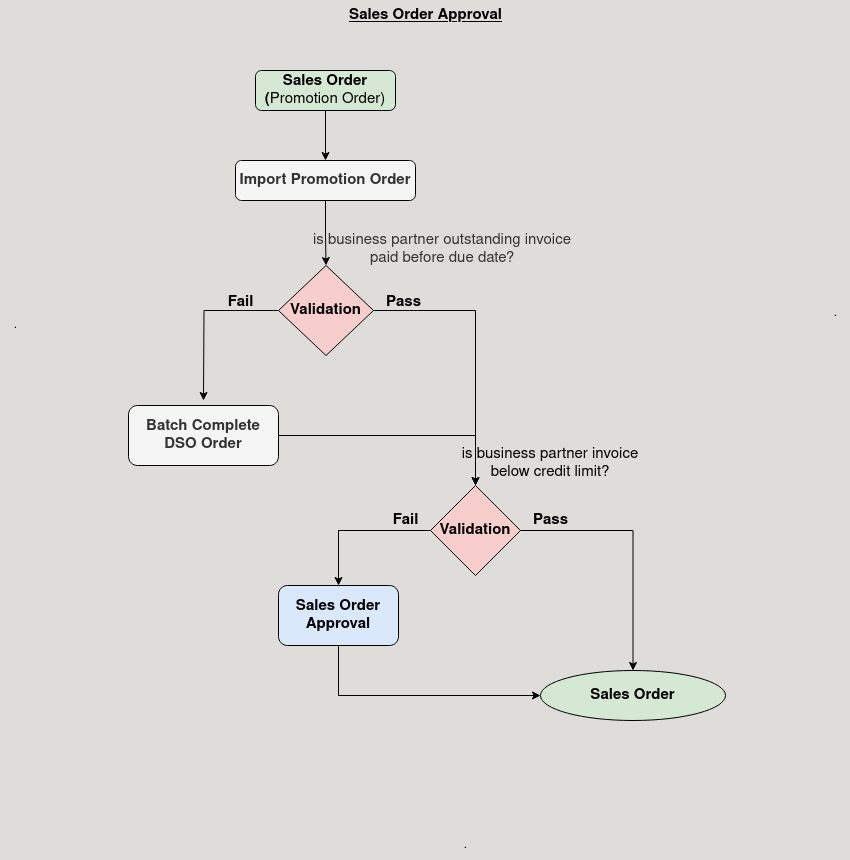 Sales Order Approval
Sales Order
(Promotion Order)
Import Promotion Order
is business partner outstanding invoice
paid before due date?
Fail
Validation
Pass
Batch Complete
DSO Order
is business partner invoice
below credit limit?
Fail
Validation
Pass
Sales Order
Approval
Sales Order